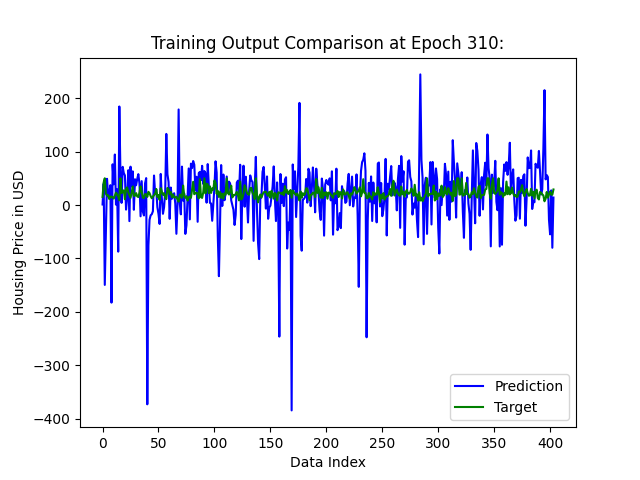 Training Output Comparison at Epoch 310:
Housing Price in USD
200
100
0
−100
−200
−300
−400
Prediction
Target
0 50 100 150 200 250 300 350 400
Data Index